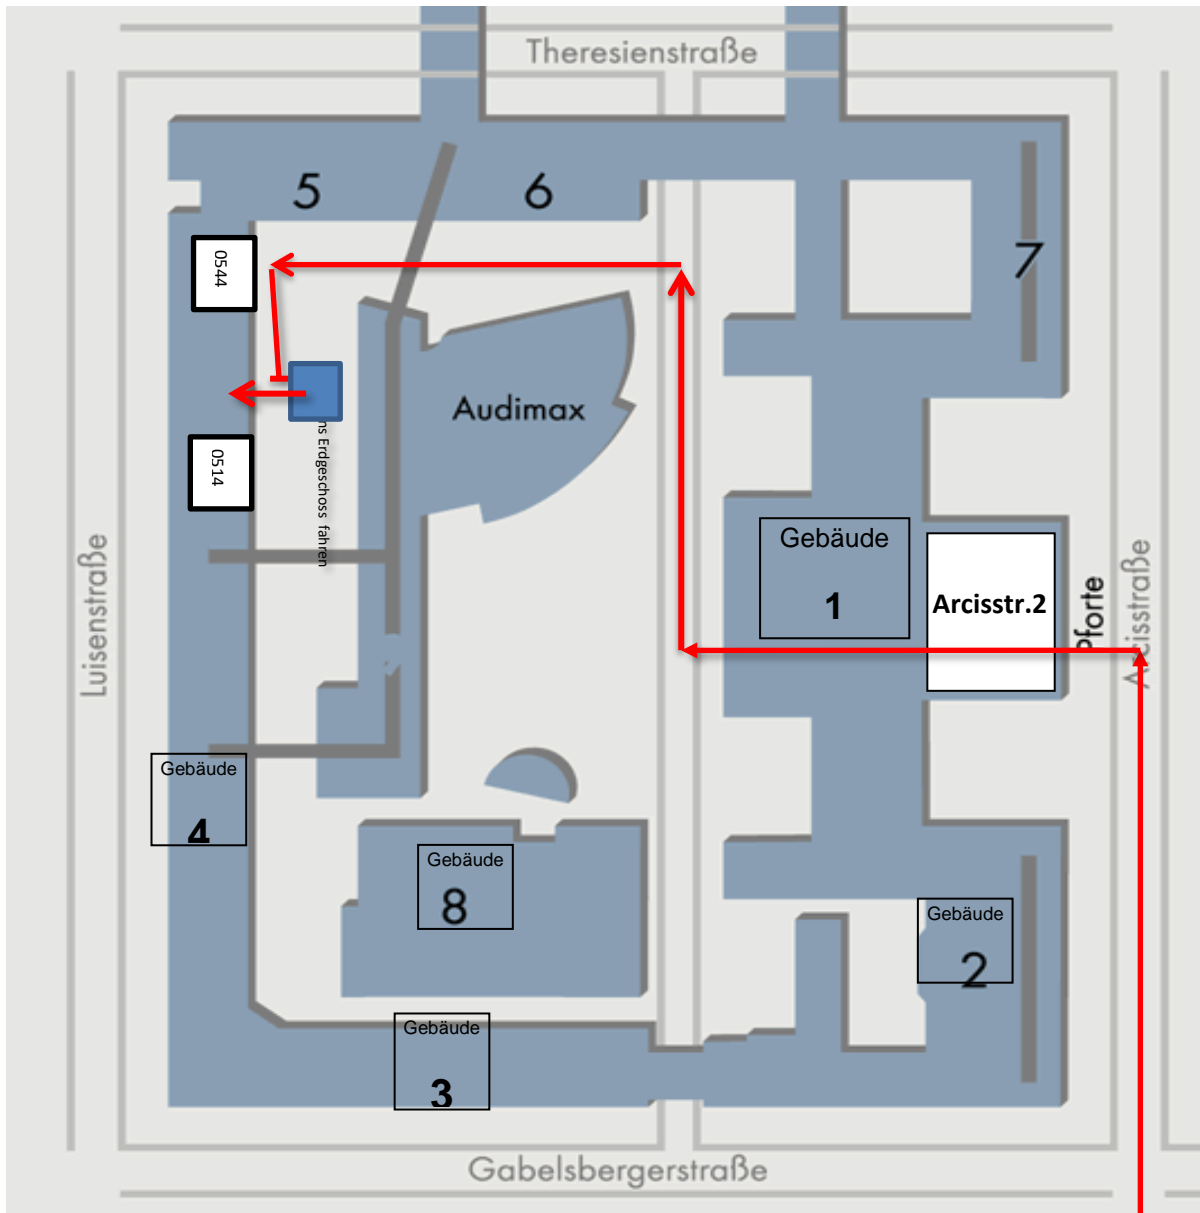 Theresienstraße
5
6
7
0544
Audimax
ns Erdgeschoss fahren
0514
Gebäude
1
Arcisstr.2
Pforte
Arcisstraße
Luisenstraße
Gebäude
4
Gebäude
8
Gebäude
2
Gebäude
3
Gabelsbergerstraße